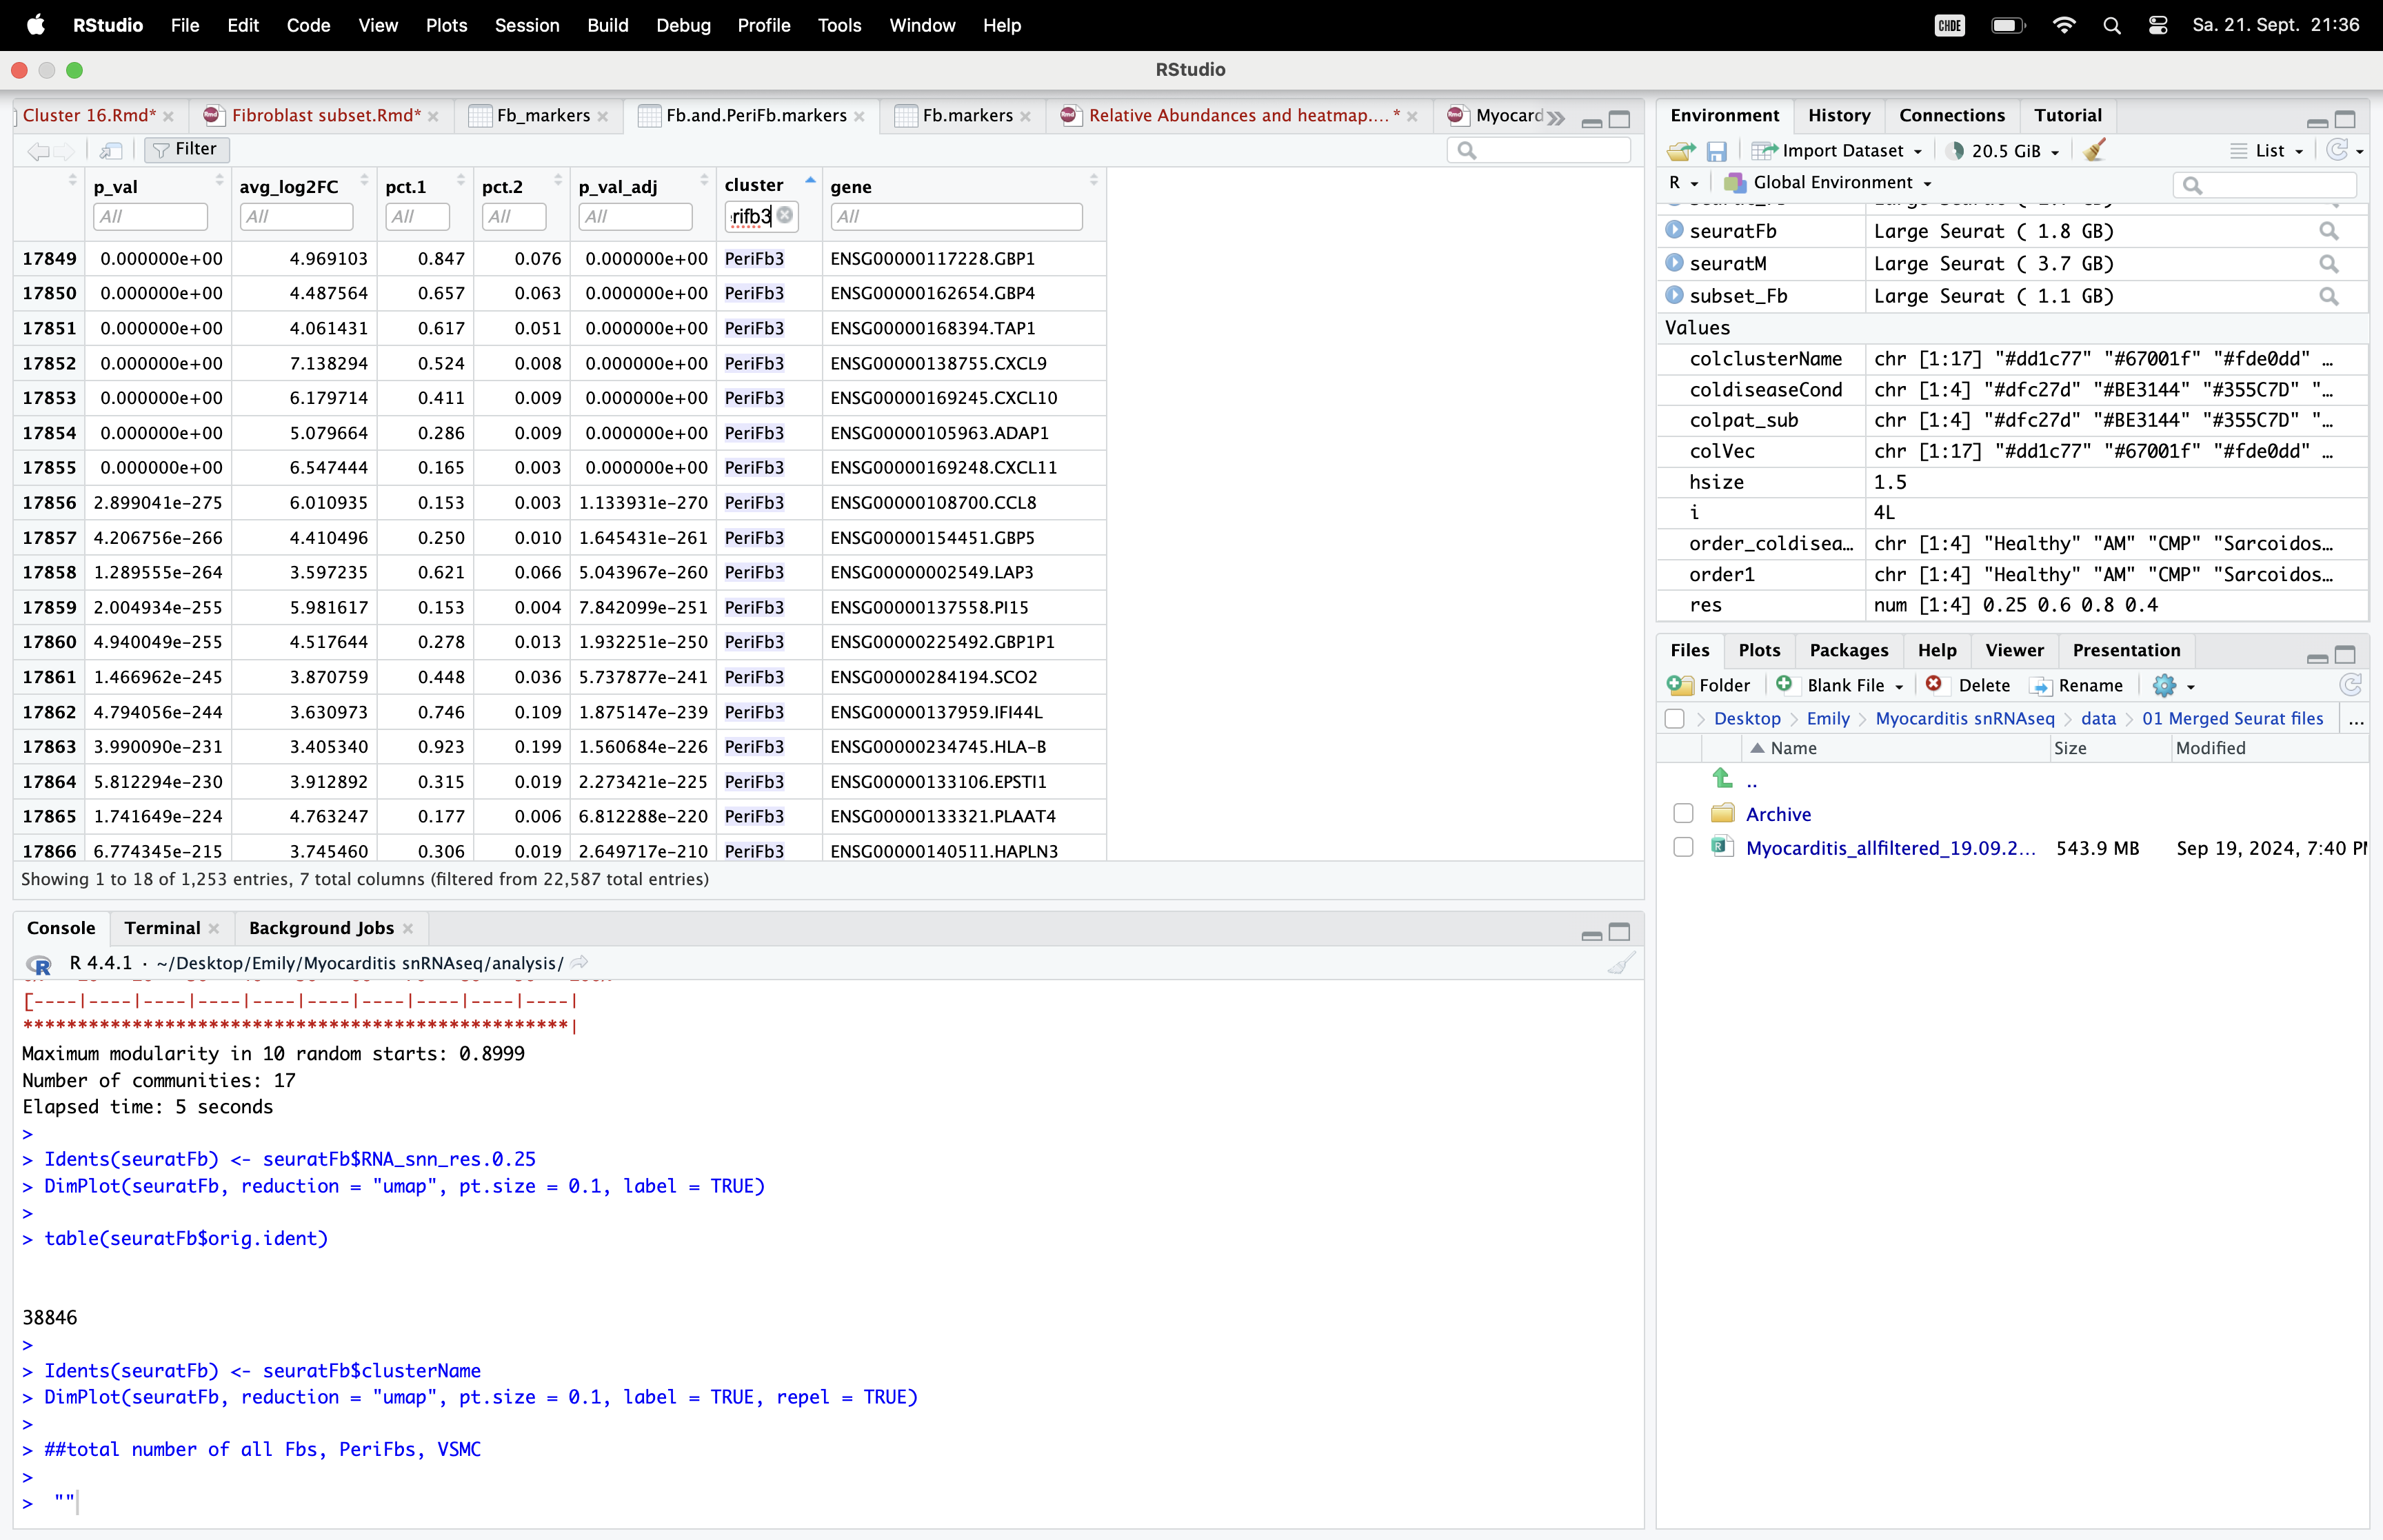 RStudio File Edit Code View Plots Session Build Debug Profile Tools Window Help CHDE Sa. 21. Sept. 21:36
RStudio
Cluster 16.Rmd* Fibroblast subset.Rmd* Fb_markers Fb.and.PeriFb.markers Fb.markers Relative Abundances and heatmap....* Myocard
Filter
p_val avg_log2FC pct.1 pct.2 p_val_adj cluster gene
All All All All All rifb3 All
17849 0.000000e+00 4.969103 0.847 0.076 0.000000e+00 PeriFb3 ENSG00000117228.GBP1
17850 0.000000e+00 4.487564 0.657 0.063 0.000000e+00 PeriFb3 ENSG00000162654.GBP4
17851 0.000000e+00 4.061431 0.617 0.051 0.000000e+00 PeriFb3 ENSG00000168394.TAP1
17852 0.000000e+00 7.138294 0.524 0.008 0.000000e+00 PeriFb3 ENSG00000138755.CXCL9
17853 0.000000e+00 6.179714 0.411 0.009 0.000000e+00 PeriFb3 ENSG00000169245.CXCL10
17854 0.000000e+00 5.079664 0.286 0.009 0.000000e+00 PeriFb3 ENSG00000105963.ADAP1
17855 0.000000e+00 6.547444 0.165 0.003 0.000000e+00 PeriFb3 ENSG00000169248.CXCL11
17856 2.899041e-275 6.010935 0.153 0.003 1.133931e-270 PeriFb3 ENSG00000108700.CCL8
17857 4.206756e-266 4.410496 0.250 0.010 1.645431e-261 PeriFb3 ENSG00000154451.GBP5
17858 1.289555e-264 3.597235 0.621 0.066 5.043967e-260 PeriFb3 ENSG00000002549.LAP3
17859 2.004934e-255 5.981617 0.153 0.004 7.842099e-251 PeriFb3 ENSG00000137558.PI15
17860 4.940049e-255 4.517644 0.278 0.013 1.932251e-250 PeriFb3 ENSG00000225492.GBP1P1
17861 1.466962e-245 3.870759 0.448 0.036 5.737877e-241 PeriFb3 ENSG00000284194.SCO2
17862 4.794056e-244 3.630973 0.746 0.109 1.875147e-239 PeriFb3 ENSG00000137959.IFI44L
17863 3.990090e-231 3.405340 0.923 0.199 1.560684e-226 PeriFb3 ENSG00000234745.HLA-B
17864 5.812294e-230 3.912892 0.315 0.019 2.273421e-225 PeriFb3 ENSG00000133106.EPSTI1
17865 1.741649e-224 4.763247 0.177 0.006 6.812288e-220 PeriFb3 ENSG00000133321.PLAAT4
17866 6.774345e-215 3.745460 0.306 0.019 2.649717e-210 PeriFb3 ENSG00000140511.HAPLN3
Showing 1 to 18 of 1,253 entries, 7 total columns (filtered from 22,587 total entries)
Console Terminal Background Jobs
R 4.4.1 · ~/Desktop/Emily/Myocarditis snRNAseq/analysis/
[----|----|----|----|----|----|----|----|----|----|
**************************************************|
Maximum modularity in 10 random starts: 0.8999
Number of communities: 17
Elapsed time: 5 seconds
>
> Idents(seuratFb) <- seuratFb$RNA_snn_res.0.25
> DimPlot(seuratFb, reduction = "umap", pt.size = 0.1, label = TRUE)
>
> table(seuratFb$orig.ident)
38846
>
> Idents(seuratFb) <- seuratFb$clusterName
> DimPlot(seuratFb, reduction = "umap", pt.size = 0.1, label = TRUE, repel = TRUE)
>
> ##total number of all Fbs, PeriFbs, VSMC
>
> ""
Environment History Connections Tutorial
Import Dataset 20.5 GiB List
R Global Environment
seuratFb Large Seurat ( 1.8 GB)
seuratM Large Seurat ( 3.7 GB)
subset_Fb Large Seurat ( 1.1 GB)
Values
colclusterName chr [1:17] "#dd1c77" "#67001f" "#fde0dd" …
coldiseaseCond chr [1:4] "#dfc27d" "#BE3144" "#355C7D" "…
colpat_sub chr [1:4] "#dfc27d" "#BE3144" "#355C7D" "…
colVec chr [1:17] "#dd1c77" "#67001f" "#fde0dd" …
hsize 1.5
i 4L
order_coldisea… chr [1:4] "Healthy" "AM" "CMP" "Sarcoidos…
order1 chr [1:4] "Healthy" "AM" "CMP" "Sarcoidos…
res num [1:4] 0.25 0.6 0.8 0.4
Files Plots Packages Help Viewer Presentation
Folder Blank File Delete Rename
Desktop Emily Myocarditis snRNAseq data 01 Merged Seurat files ...
Name Size Modified
..
Archive
Myocarditis_allfiltered_19.09.2... 543.9 MB Sep 19, 2024, 7:40 PM